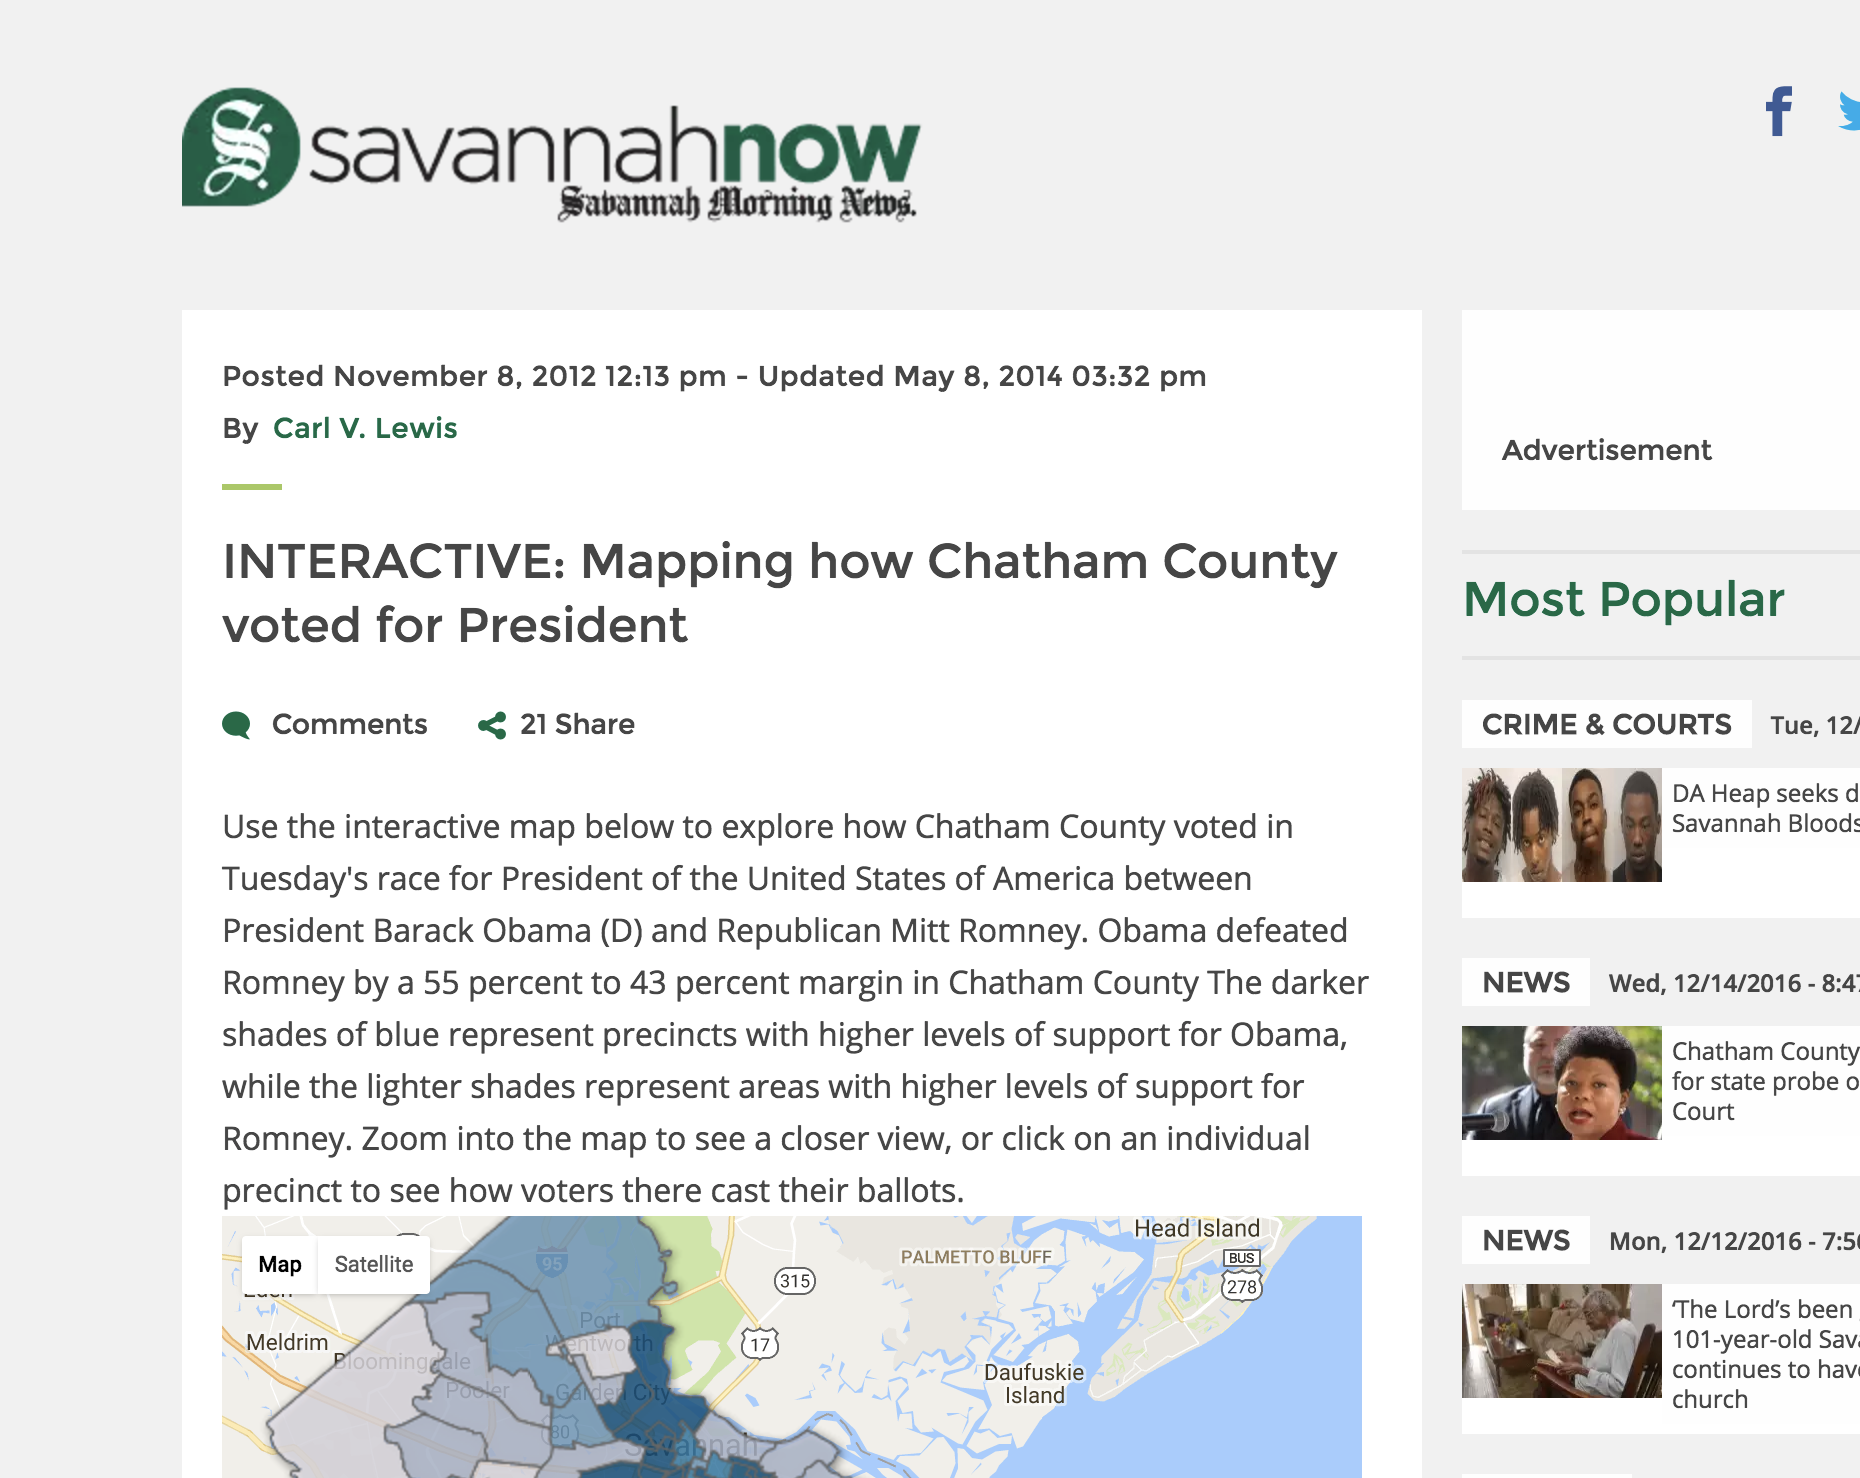 savannahnow
Savannah Morning News.
Posted November 8, 2012 12:13 pm - Updated May 8, 2014 03:32 pm
By Carl V. Lewis
INTERACTIVE: Mapping how Chatham County
voted for President
Comments 21 Share
Use the interactive map below to explore how Chatham County voted in
Tuesday's race for President of the United States of America between
President Barack Obama (D) and Republican Mitt Romney. Obama defeated
Romney by a 55 percent to 43 percent margin in Chatham County The darker
shades of blue represent precincts with higher levels of support for Obama,
while the lighter shades represent areas with higher levels of support for
Romney. Zoom into the map to see a closer view, or click on an individual
precinct to see how voters there cast their ballots.
Map Satellite
Eden
Meldrim
Bloomingdale
Pooler
95
Port
Wentworth
Garden City
80
Savannah
315
17
PALMETTO BLUFF
Head Island
BUS
278
Daufuskie
Island
Advertisement
Most Popular
CRIME & COURTS Tue, 12/
DA Heap seeks d
Savannah Bloods
NEWS Wed, 12/14/2016 - 8:47
Chatham County
for state probe o
Court
NEWS Mon, 12/12/2016 - 7:50
‘The Lord’s been
101-year-old Sava
continues to have
church